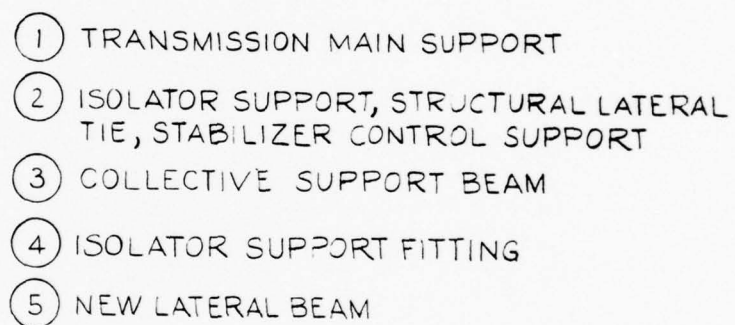 1 TRANSMISSION MAIN SUPPORT
2 ISOLATOR SUPPORT, STRUCTURAL LATERAL
TIE, STABILIZER CONTROL SUPPORT
3 COLLECTIVE SUPPORT BEAM
4 ISOLATOR SUPPORT FITTING
5 NEW LATERAL BEAM